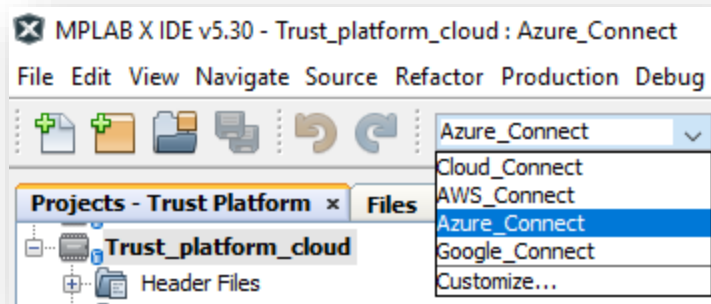 MPLAB X IDE v5.30 - Trust_platform_cloud : Azure_Connect
File Edit View Navigate Source Refactor Production Debug
Azure_Connect
Cloud_Connect
AWS_Connect
Azure_Connect
Google_Connect
Customize...
Projects - Trust Platform × Files
Trust_platform_cloud
Header Files